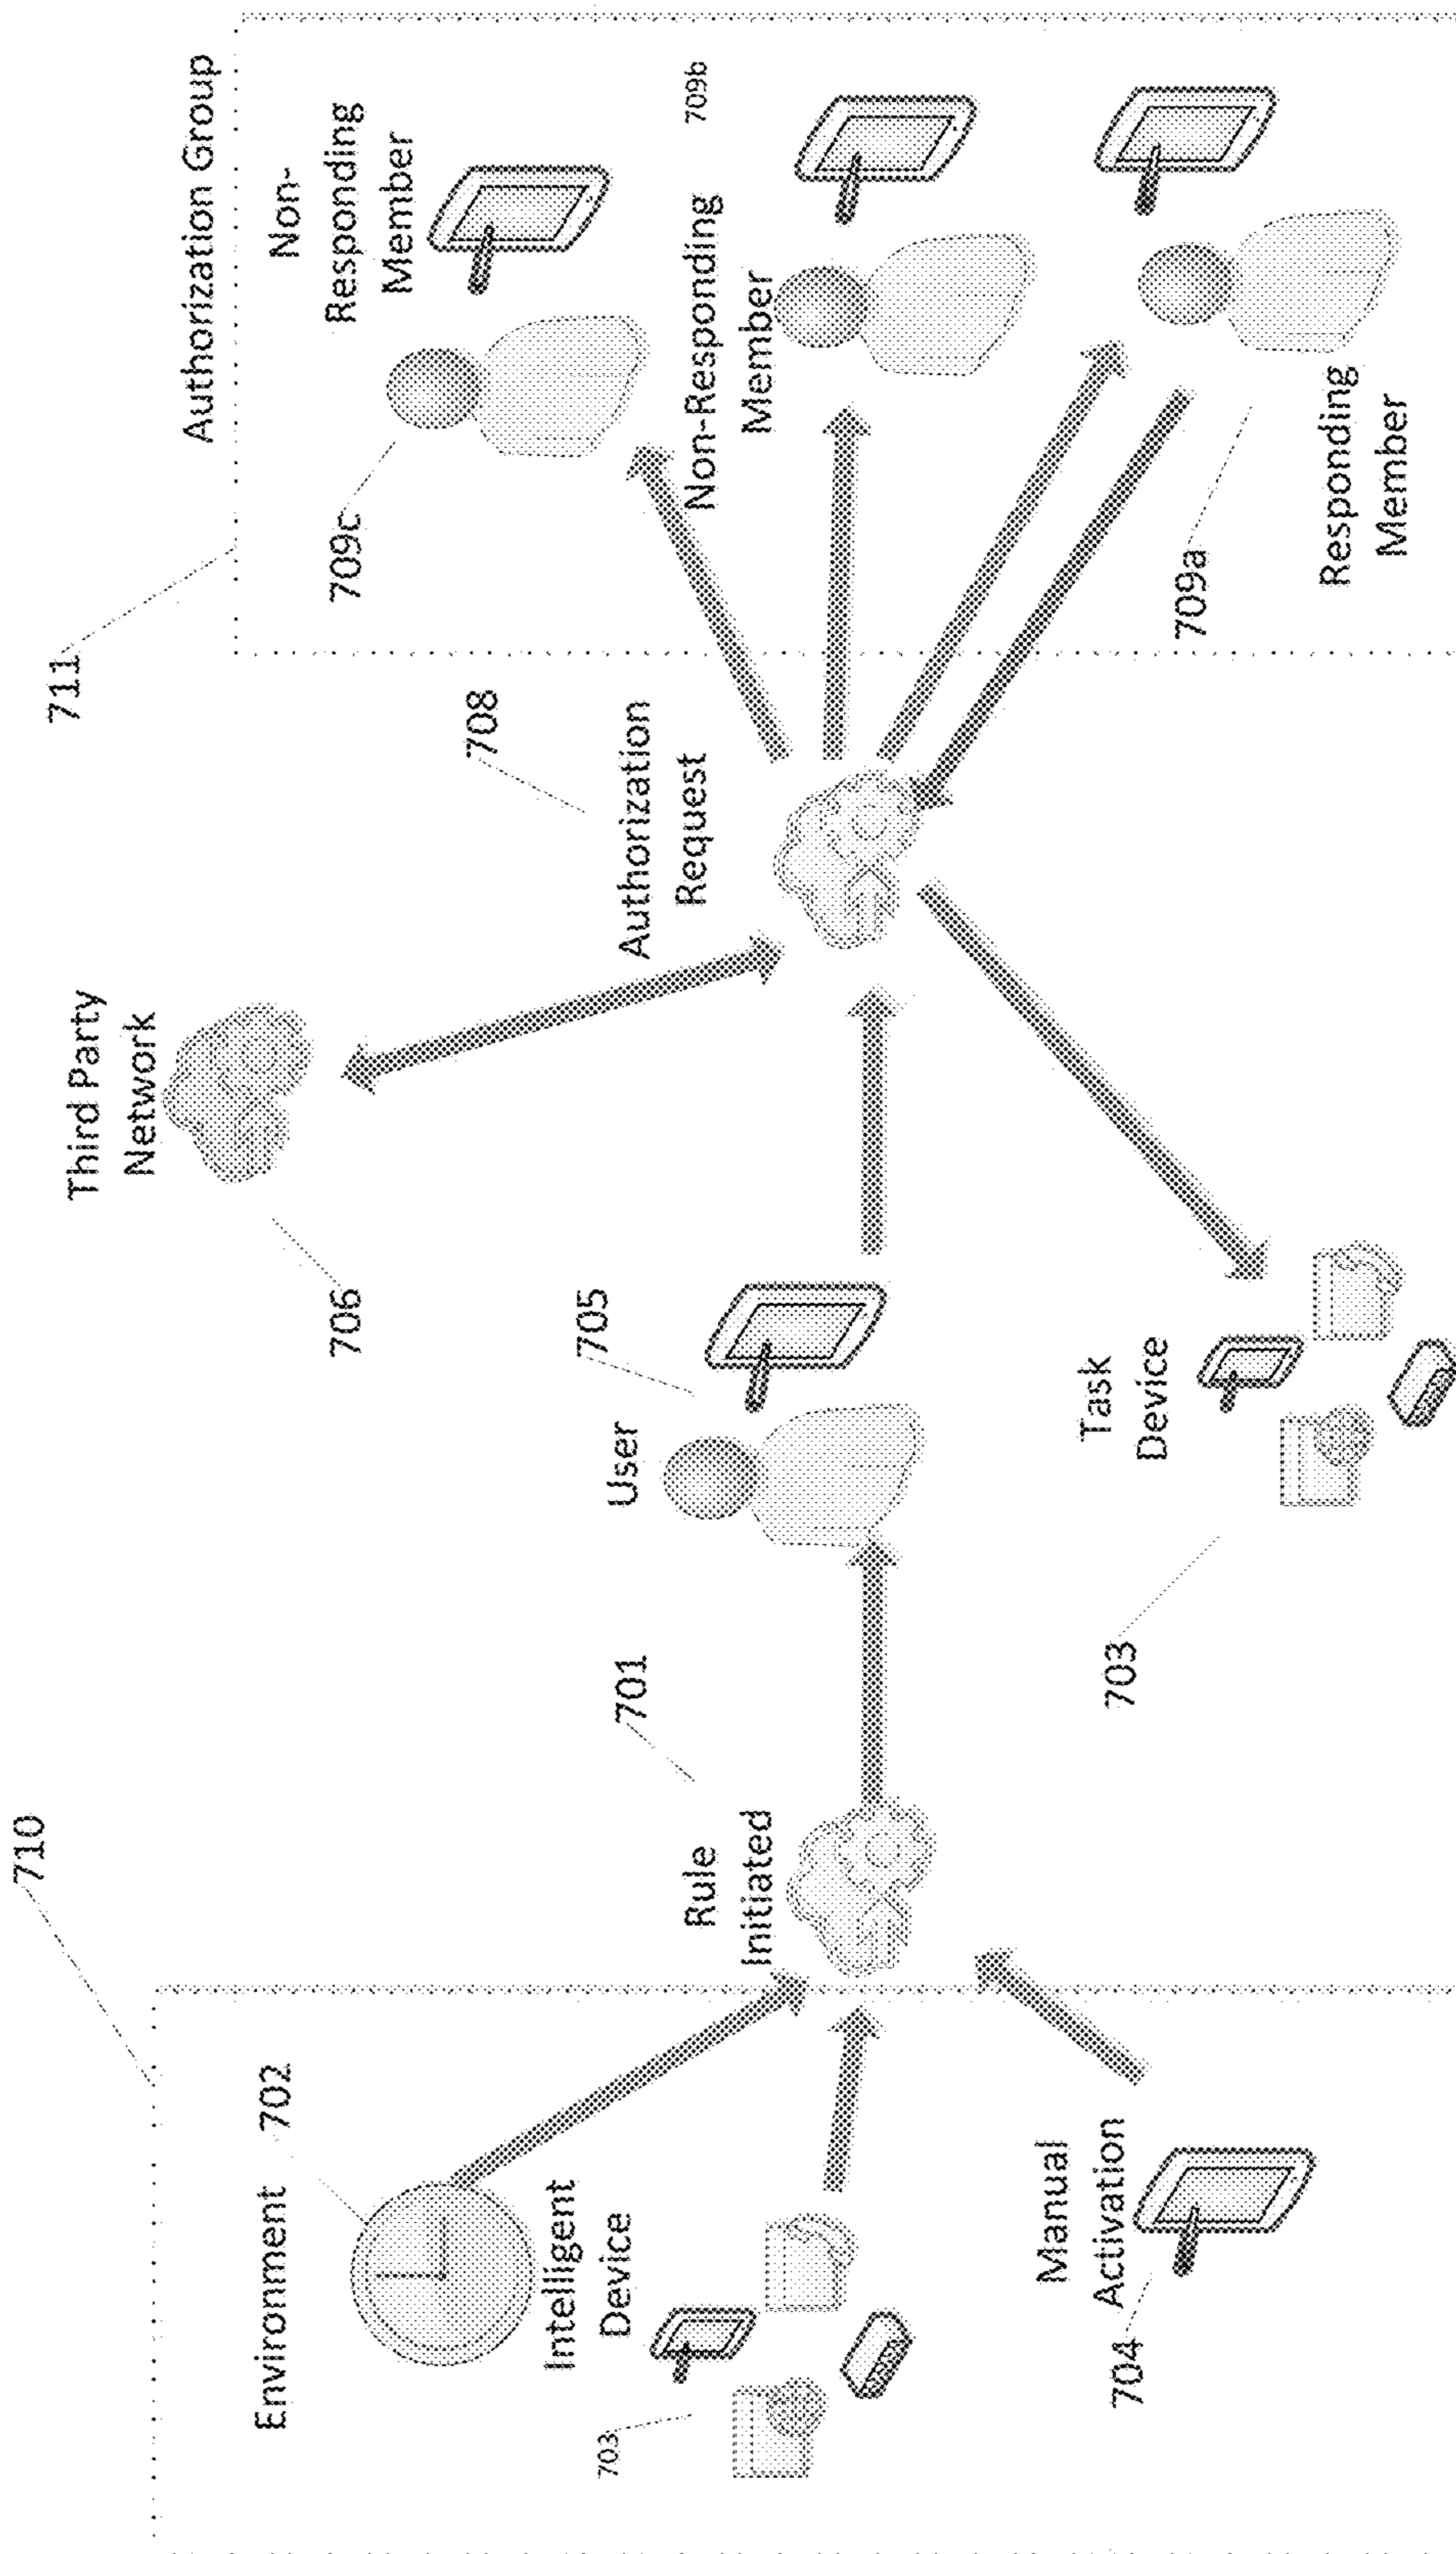 710
711
Environment 702
Intelligent
Device
703
Manual
Activation
704
Rule
Initiated
701
User
705
Third Party
Network
706
Task
Device
703
Authorization
Request
708
Authorization Group
Non-
Responding
Member
709c
Non-Responding
Member
709b
709a
Responding
Member